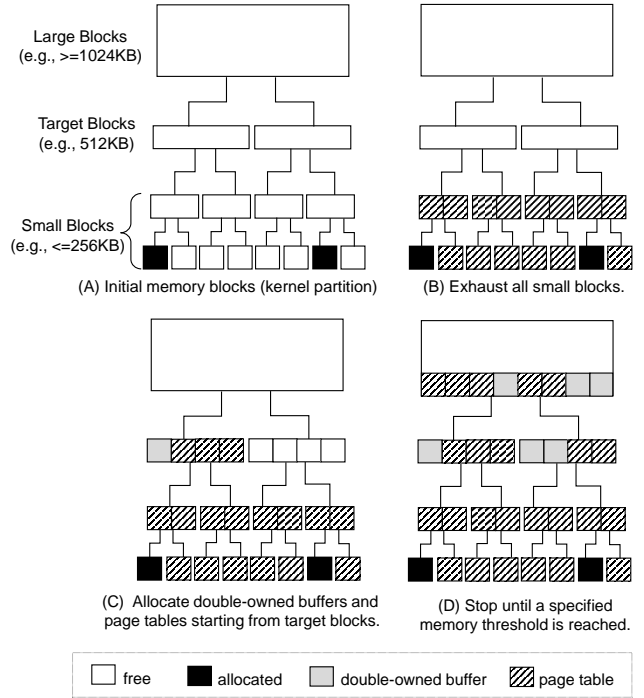 Large Blocks
(e.g., >=1024KB)
Target Blocks
(e.g., 512KB)
Small Blocks
(e.g., <=256KB)
(A) Initial memory blocks (kernel partition)
(B) Exhaust all small blocks.
(C) Allocate double-owned buffers and
page tables starting from target blocks.
(D) Stop until a specified
memory threshold is reached.
free
allocated
double-owned buffer
page table